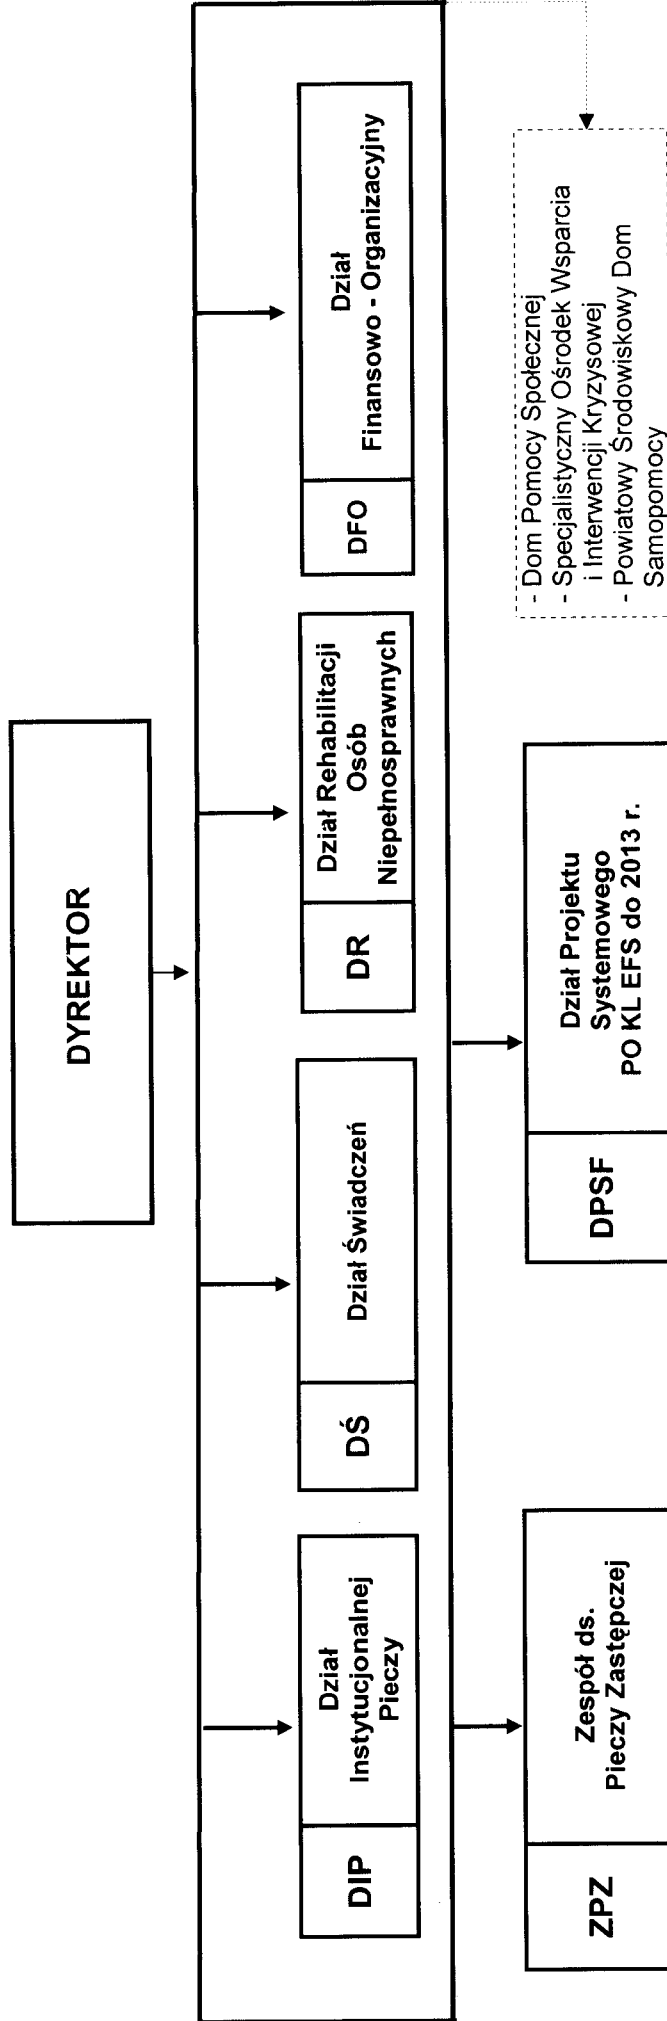 DYREKTOR
DIP
Dział
Instytucjonalnej
Pieczy
DŚ
Dział Świadczeń
DR
Dział Rehabilitacji
Osób
Niepełnosprawnych
DFO
Dział
Finansowo - Organizacyjny
ZPZ
Zespół ds.
Pieczy Zastępczej
DPSF
Dział Projektu
Systemowego
PO KL EFS do 2013 r.
- Dom Pomocy Społecznej
- Specjalistyczny Ośrodek Wsparcia
i Interwencji Kryzysowej
- Powiatowy Środowiskowy Dom
Samopomocy